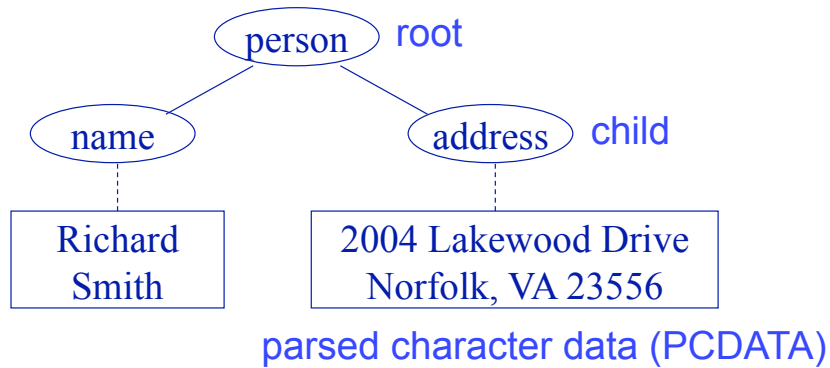 person root
name
address child
Richard
Smith
2004 Lakewood Drive
Norfolk, VA 23556
parsed character data (PCDATA)